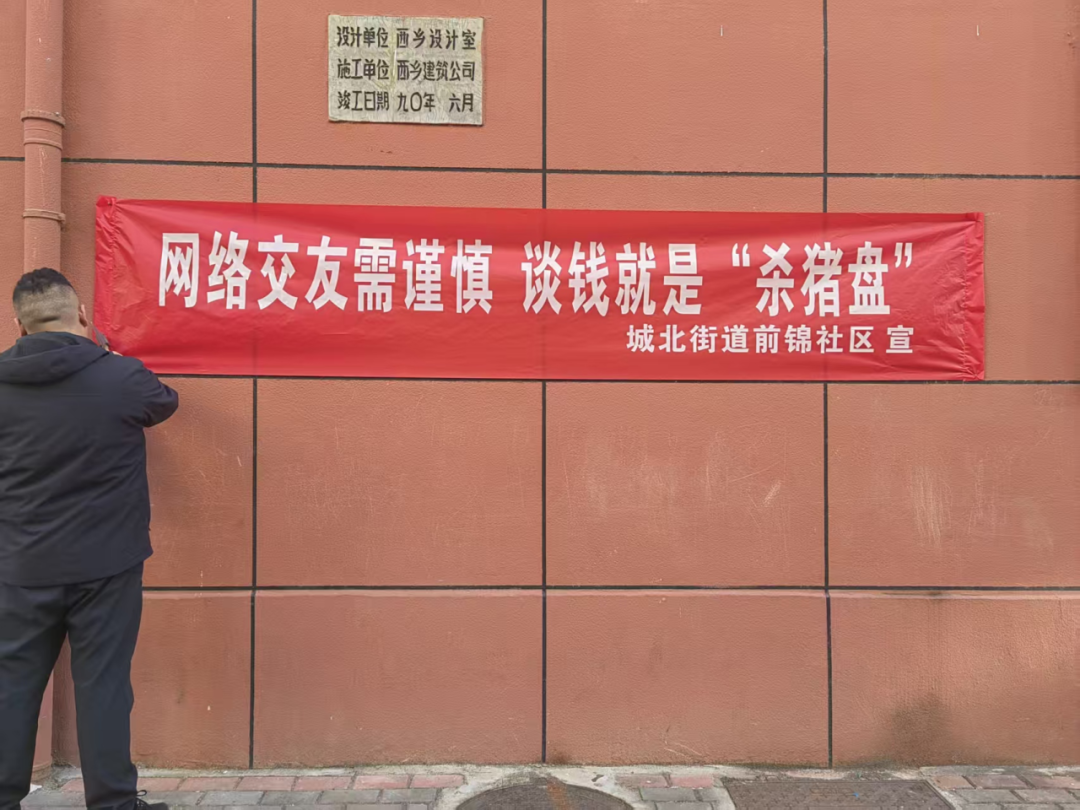 设计单位 西乡设计室
施工单位 西乡建筑公司
竣工日期 九〇年 六月
网络交友需谨慎 谈钱就是“杀猪盘”
城北街道前锦社区 宣